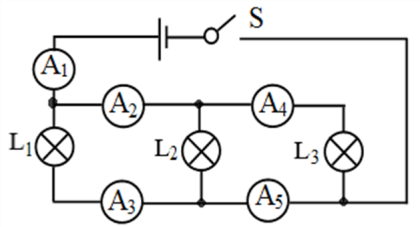 S
A₁
A₂ A₄
L₁ L₂ L₃
A₃ A₅